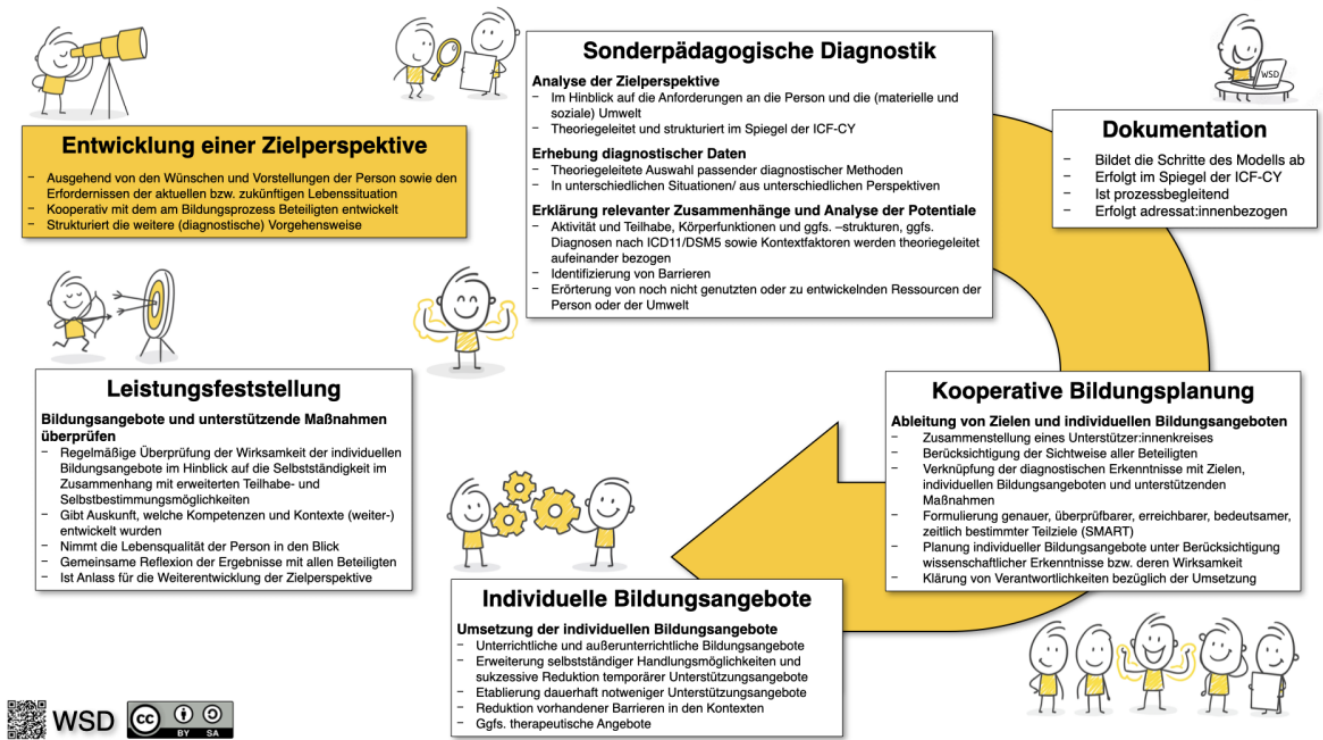 Entwicklung einer Zielperspektive
– Ausgehend von den Wünschen und Vorstellungen der Person sowie den
Erfordernissen der aktuellen bzw. zukünftigen Lebenssituation
– Kooperativ mit dem am Bildungsprozess Beteiligten entwickelt
– Strukturiert die weitere (diagnostische) Vorgehensweise
Sonderpädagogische Diagnostik
Analyse der Zielperspektive
– Im Hinblick auf die Anforderungen an die Person und die (materielle und
soziale) Umwelt
– Theoriegeleitet und strukturiert im Spiegel der ICF-CY
Erhebung diagnostischer Daten
– Theoriegeleitete Auswahl passender diagnostischer Methoden
– In unterschiedlichen Situationen/ aus unterschiedlichen Perspektiven
Erklärung relevanter Zusammenhänge und Analyse der Potentiale
– Aktivität und Teilhabe, Körperfunktionen und ggfs. –strukturen, ggfs.
Diagnosen nach ICD11/DSM5 sowie Kontextfaktoren werden theoriegeleitet
aufeinander bezogen
– Identifizierung von Barrieren
– Erörterung von noch nicht genutzten oder zu entwickelnden Ressourcen der
Person oder der Umwelt
WSD
Dokumentation
– Bildet die Schritte des Modells ab
– Erfolgt im Spiegel der ICF-CY
– Ist prozessbegleitend
– Erfolgt adressat:innenbezogen
Kooperative Bildungsplanung
Ableitung von Zielen und individuellen Bildungsangeboten
– Zusammenstellung eines Unterstützer:innenkreises
– Berücksichtigung der Sichtweise aller Beteiligten
– Verknüpfung der diagnostischen Erkenntnisse mit Zielen,
individuellen Bildungsangeboten und unterstützenden
Maßnahmen
– Formulierung genauer, überprüfbarer, erreichbarer, bedeutsamer,
zeitlich bestimmter Teilziele (SMART)
– Planung individueller Bildungsangebote unter Berücksichtigung
wissenschaftlicher Erkenntnisse bzw. deren Wirksamkeit
– Klärung von Verantwortlichkeiten bezüglich der Umsetzung
Individuelle Bildungsangebote
Umsetzung der individuellen Bildungsangebote
– Unterrichtliche und außerunterrichtliche Bildungsangebote
– Erweiterung selbstständiger Handlungsmöglichkeiten und
sukzessive Reduktion temporärer Unterstützungsangebote
– Etablierung dauerhaft notweniger Unterstützungsangebote
– Reduktion vorhandener Barrieren in den Kontexten
– Ggfs. therapeutische Angebote
Leistungsfeststellung
Bildungsangebote und unterstützende Maßnahmen
überprüfen
– Regelmäßige Überprüfung der Wirksamkeit der individuellen
Bildungsangebote im Hinblick auf die Selbstständigkeit im
Zusammenhang mit erweiterten Teilhabe- und
Selbstbestimmungsmöglichkeiten
– Gibt Auskunft, welche Kompetenzen und Kontexte (weiter-)
entwickelt wurden
– Nimmt die Lebensqualität der Person in den Blick
– Gemeinsame Reflexion der Ergebnisse mit allen Beteiligten
– Ist Anlass für die Weiterentwicklung der Zielperspektive
WSD
cc
BY SA